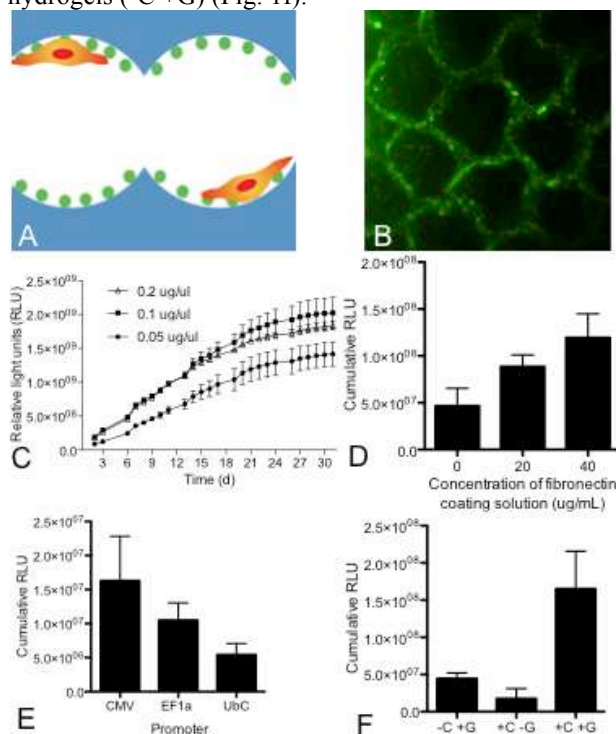 hydrogels (-C +G) (Fig.
A
B
2.5×10⁰⁹
2.0×10⁰⁹
1.5×10⁰⁹
1.0×10⁰⁹
5.0×10⁰⁸
0.0
Relative light units (RLU)
0.2 ug/ul
0.1 ug/ul
0.05 ug/ul
3 6 9 12 15 18 21 24 27 30
Time (d)
C
2.0×10⁰⁸
1.5×10⁰⁸
1.0×10⁰⁸
5.0×10⁰⁷
0.0
Cumulative RLU
0 20 40
Concentration of fibronectin
coating solution (ug/mL)
D
2.5×10⁰⁷
2.0×10⁰⁷
1.5×10⁰⁷
1.0×10⁰⁷
5.0×10⁰⁶
0.0
Cumulative RLU
CMV EF1a UbC
Promoter
E
2.5×10⁰⁸
2.0×10⁰⁸
1.5×10⁰⁸
1.0×10⁰⁸
5.0×10⁰⁷
0.0
Cumulative RLU
-C +G +C -G +C +G
F